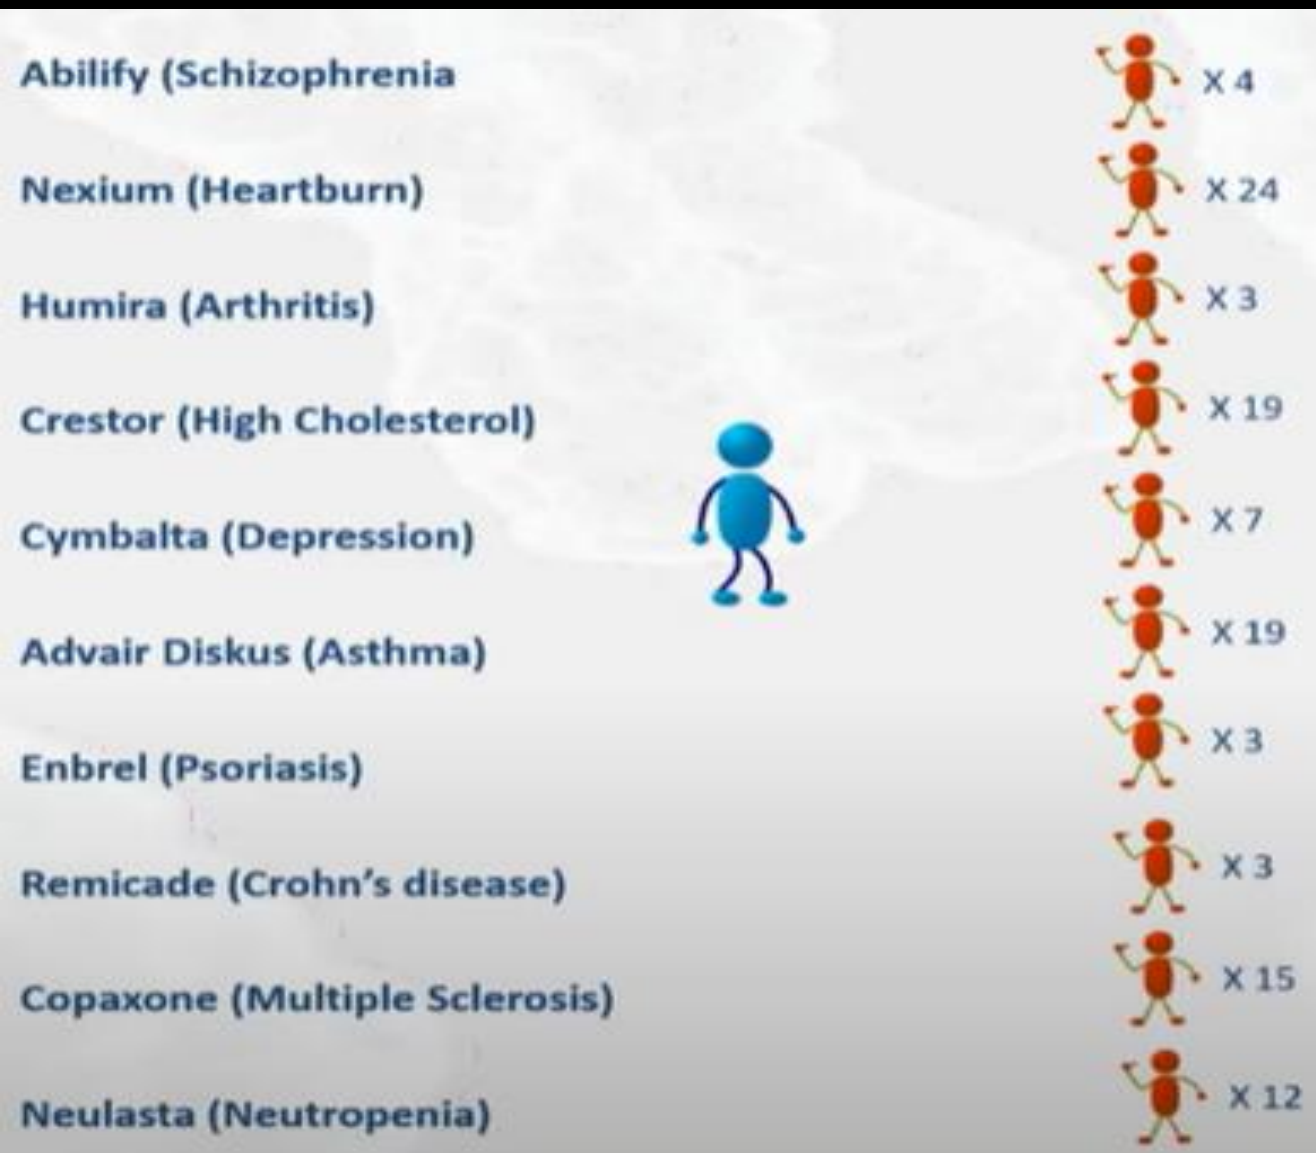 Abilify (Schizophrenia X 4
Nexium (Heartburn) X 24
Humira (Arthritis) X 3
Crestor (High Cholesterol) X 19
Cymbalta (Depression) X 7
Advair Diskus (Asthma) X 19
Enbrel (Psoriasis) X 3
Remicade (Crohn’s disease) X 3
Copaxone (Multiple Sclerosis) X 15
Neulasta (Neutropenia) X 12